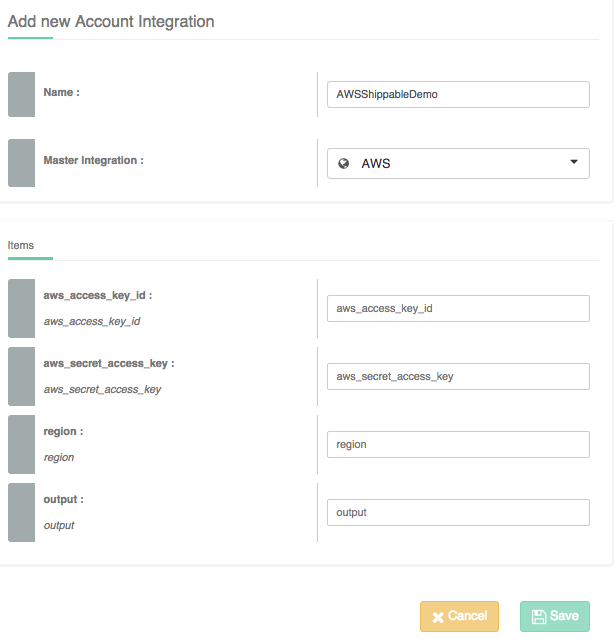 Add new Account Integration
Name :
AWSShippableDemo
Master Integration :
AWS
Items
aws_access_key_id :
aws_access_key_id
aws_access_key_id
aws_secret_access_key :
aws_secret_access_key
aws_secret_access_key
region :
region
region
output :
output
output
Cancel
Save